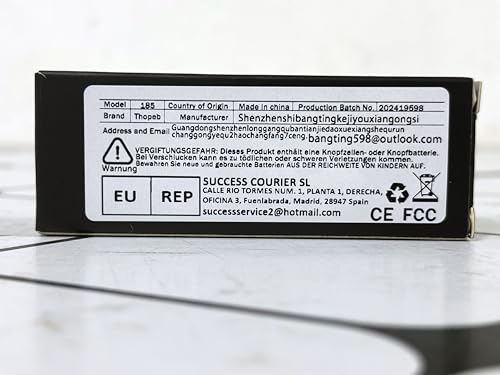 Model 185 Country of Origin Made in china Production Batch No. 202419598
Brand Thopeb Manufacturer Shenzhenshibangtingkejiyouxiangongsi
Address and Email Guangdongshenzhenlonggangqubantianjiedaoxuexiangshequrun
changgongyequ2haochangfang7ceng. bangting598@outlook.com
VERGIFTUNGSGEFAHR: Dieses Produkt enthält eine Knopfzellen- oder Knopfbatterie.
Bei Verschlucken kann es zu tödlichen oder schweren Verletzungen kommen.
Bewahren Sie neue und gebrauchte Batterien AUSSER DER REICHWEITE VON KINDERN auf.
Warnung
EU REP
SUCCESS COURIER SL
CALLE RIO TORMES NUM. 1, PLANTA 1, DERECHA,
OFICINA 3, Fuenlabrada, Madrid, 28947 Spain
successservice2@hotmail.com
CE FCC